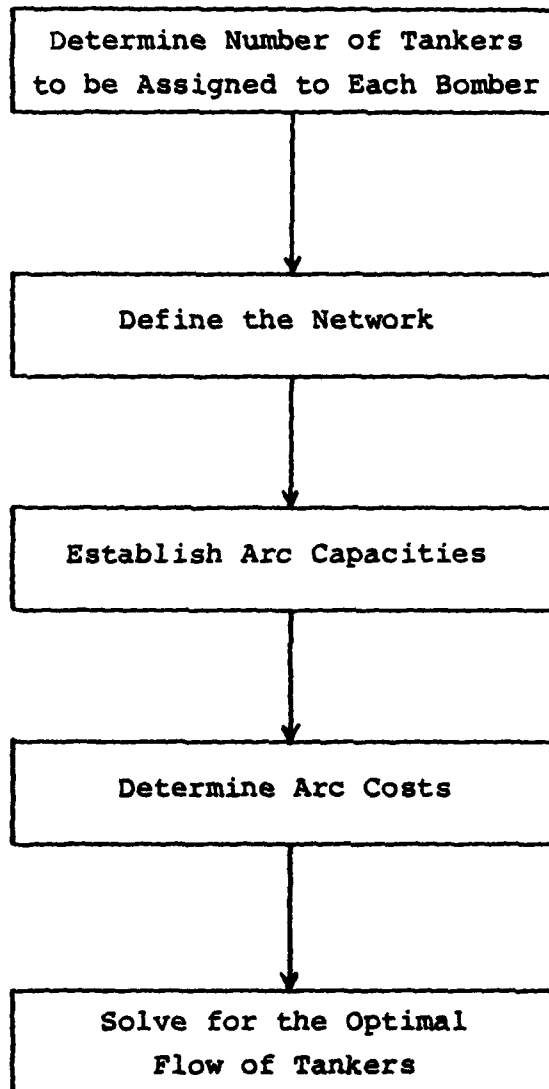 Determine Number of Tankers
to be Assigned to Each Bomber
Define the Network
Establish Arc Capacities
Determine Arc Costs
Solve for the Optimal
Flow of Tankers